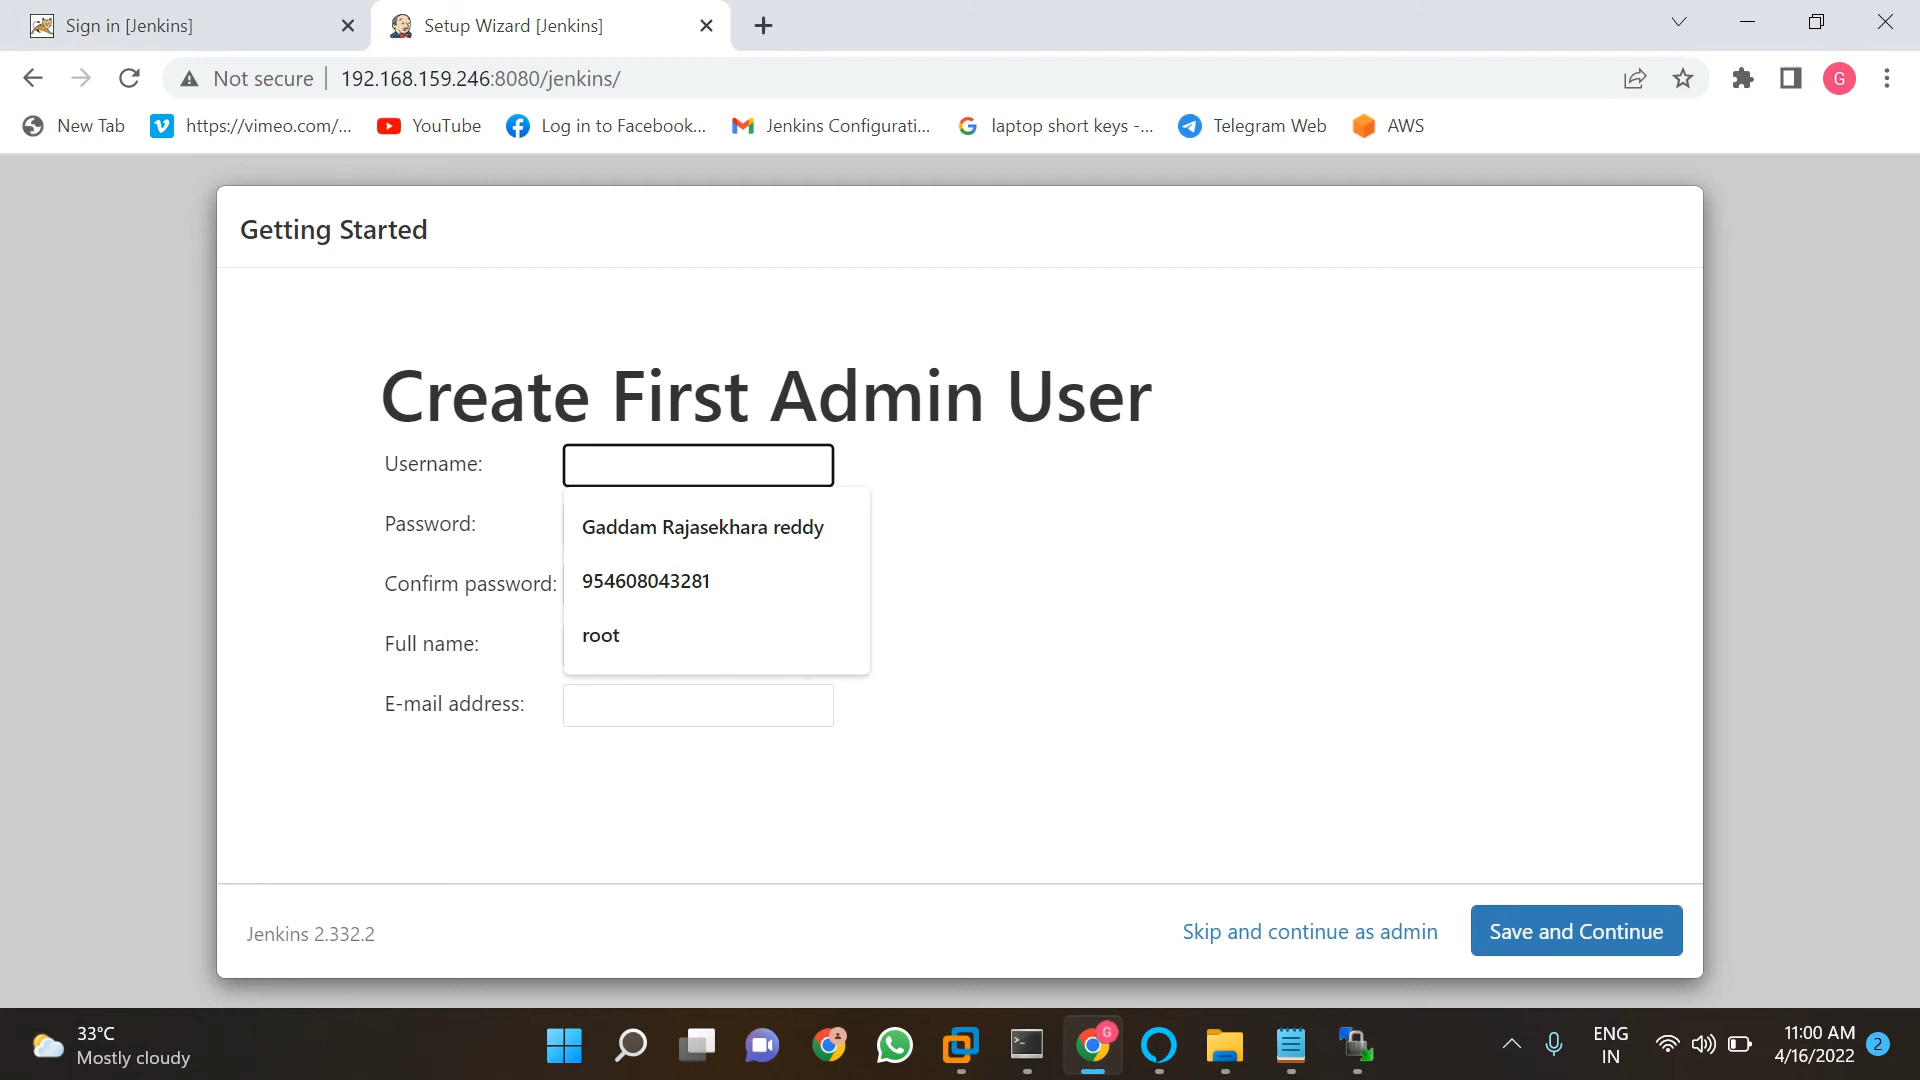 Sign in [Jenkins]
Setup Wizard [Jenkins]
Not secure
192.168.159.246:8080/jenkins/
G
New Tab
https://vimeo.com/...
YouTube
Log in to Facebook...
Jenkins Configurati...
laptop short keys -...
Telegram Web
AWS
Getting Started
Create First Admin User
Username:
Password:
Gaddam Rajasekhara reddy
Confirm password:
954608043281
Full name:
root
E-mail address:
Jenkins 2.332.2
Skip and continue as admin
Save and Continue
33°C
Mostly cloudy
G
ENG
IN
11:00 AM
4/16/2022
2